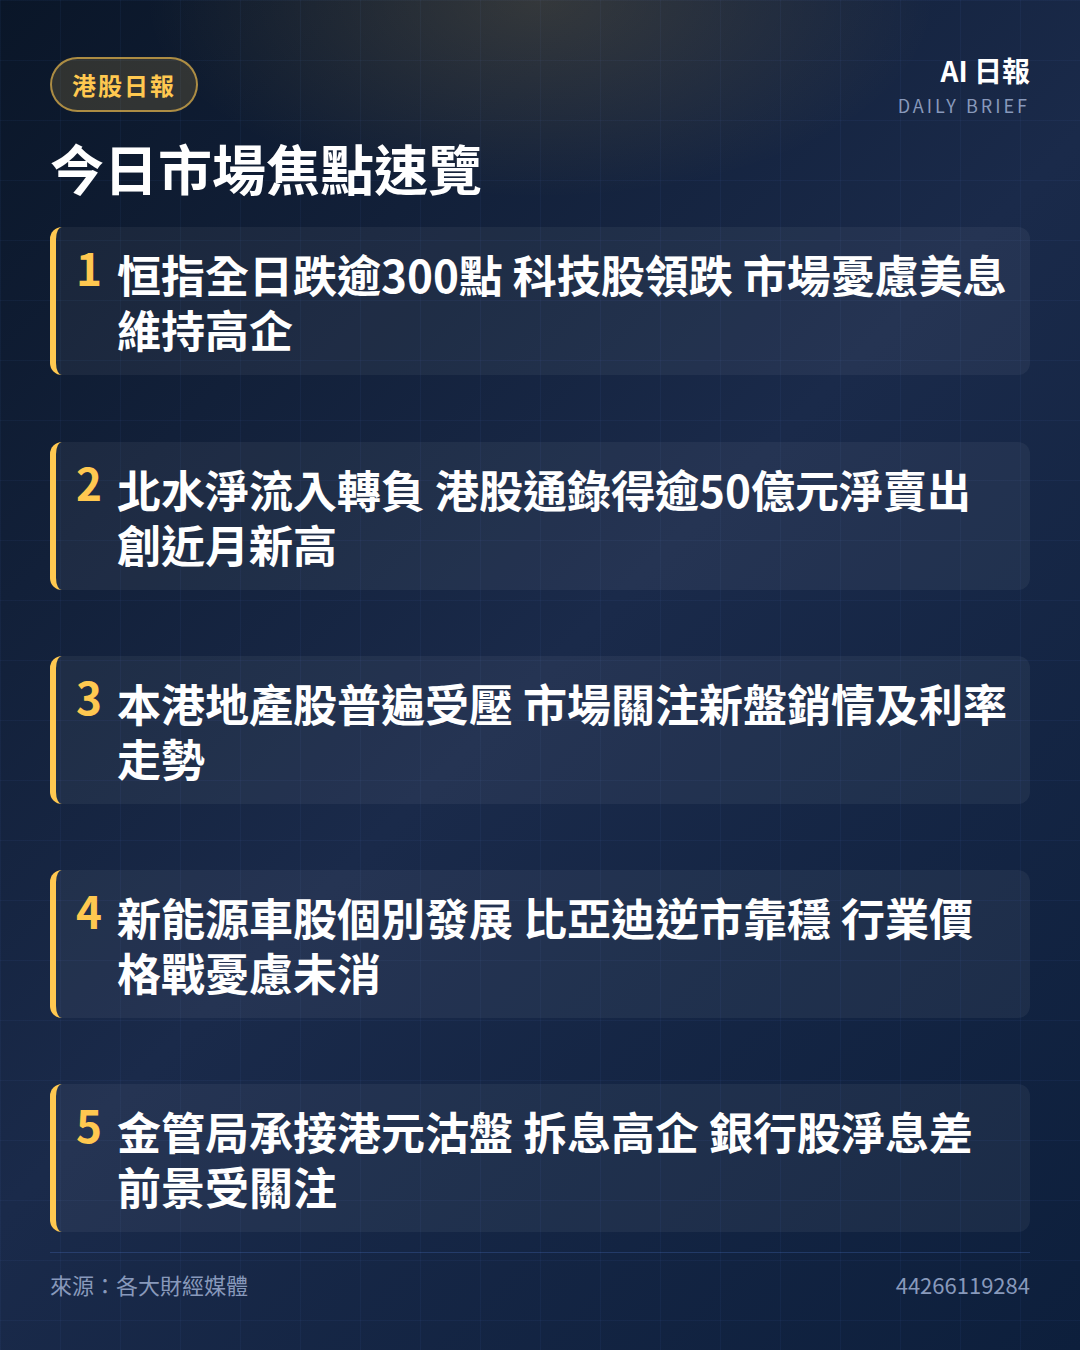 港股日報
AI 日報
DAILY BRIEF
今日市場焦點速覽
1 恒指全日跌逾300點 科技股領跌 市場憂慮美息
維持高企
2 北水淨流入轉負 港股通錄得逾50億元淨賣出
創近月新高
3 本港地產股普遍受壓 市場關注新盤銷情及利率
走勢
4 新能源車股個別發展 比亞迪逆市靠穩 行業價
格戰憂慮未消
5 金管局承接港元沽盤 拆息高企 銀行股淨息差
前景受關注
來源：各大財經媒體
44266119284